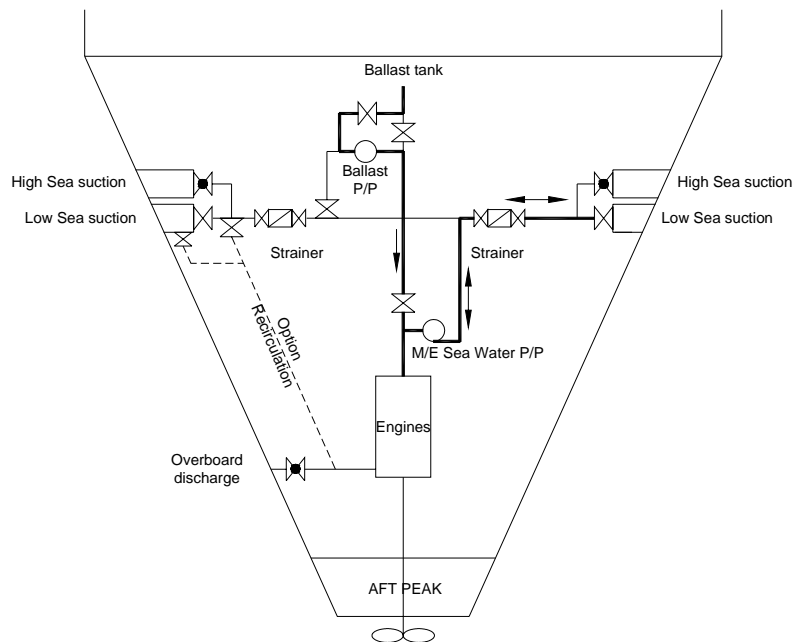 Ballast tank
Ballast
P/P
High Sea suction
High Sea suction
Low Sea suction
Low Sea suction
Strainer
Strainer
Option
Recirculation
M/E Sea Water P/P
Engines
Overboard
discharge
AFT PEAK